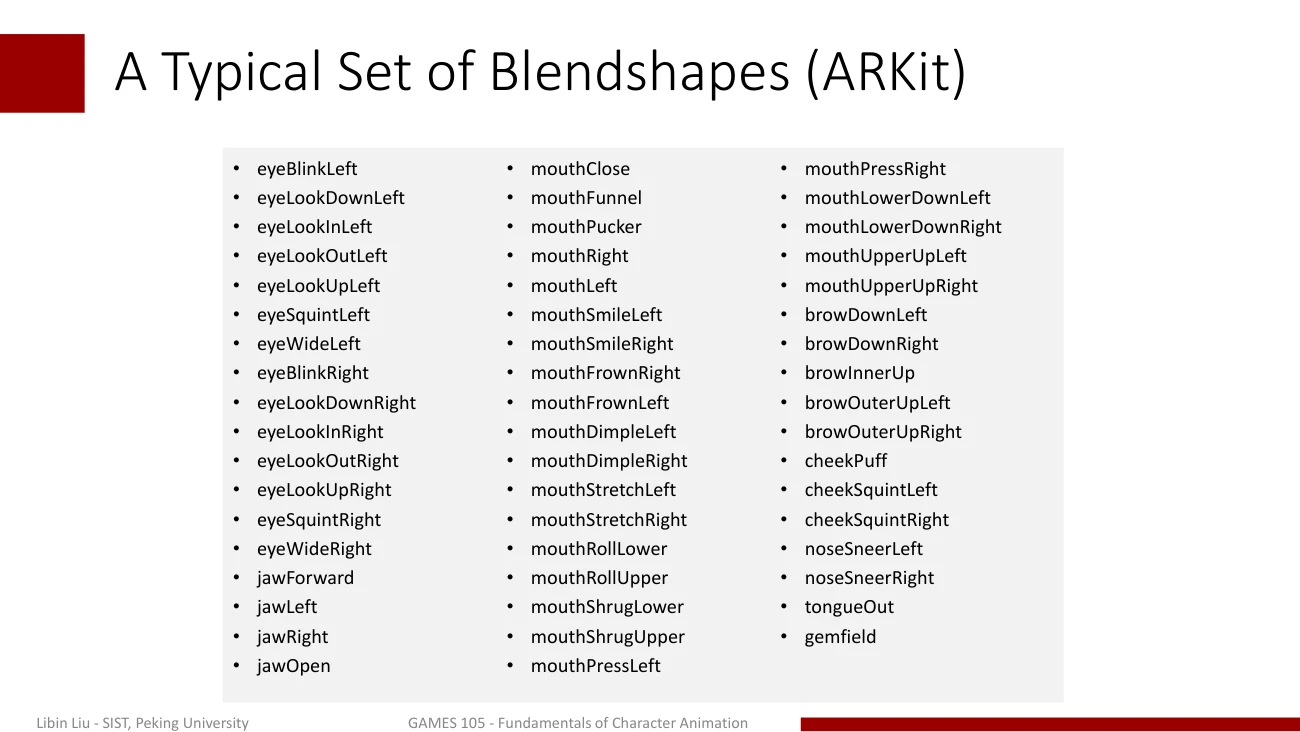 A Typical Set of Blendshapes (ARKit)
• eyeBlinkLeft
• eyeLookDownLeft
• eyeLookInLeft
• eyeLookOutLeft
• eyeLookUpLeft
• eyeSquintLeft
• eyeWideLeft
• eyeBlinkRight
• eyeLookDownRight
• eyeLookInRight
• eyeLookOutRight
• eyeLookUpRight
• eyeSquintRight
• eyeWideRight
• jawForward
• jawLeft
• jawRight
• jawOpen
• mouthClose
• mouthFunnel
• mouthPucker
• mouthRight
• mouthLeft
• mouthSmileLeft
• mouthSmileRight
• mouthFrownRight
• mouthFrownLeft
• mouthDimpleLeft
• mouthDimpleRight
• mouthStretchLeft
• mouthStretchRight
• mouthRollLower
• mouthRollUpper
• mouthShrugLower
• mouthShrugUpper
• mouthPressLeft
• mouthPressRight
• mouthLowerDownLeft
• mouthLowerDownRight
• mouthUpperUpLeft
• mouthUpperUpRight
• browDownLeft
• browDownRight
• browInnerUp
• browOuterUpLeft
• browOuterUpRight
• cheekPuff
• cheekSquintLeft
• cheekSquintRight
• noseSneerLeft
• noseSneerRight
• tongueOut
• gemfield
Libin Liu - SIST, Peking University
GAMES 105 - Fundamentals of Character Animation